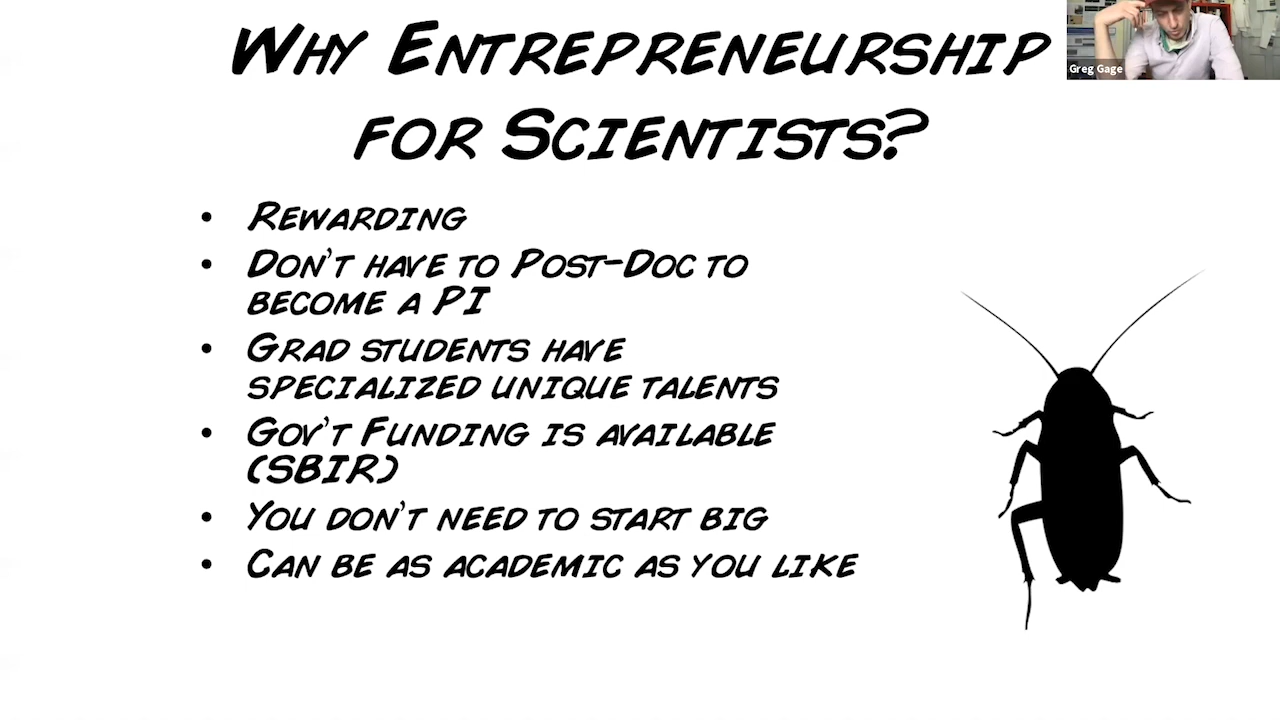 Why Entrepreneurship
for Scientists?
Greg Gage
• Rewarding
• Don't have to Post-Doc to
become a PI
• Grad students have
specialized unique talents
• Gov't Funding is available
(SBIR)
• You don't need to start big
• Can be as academic as you like